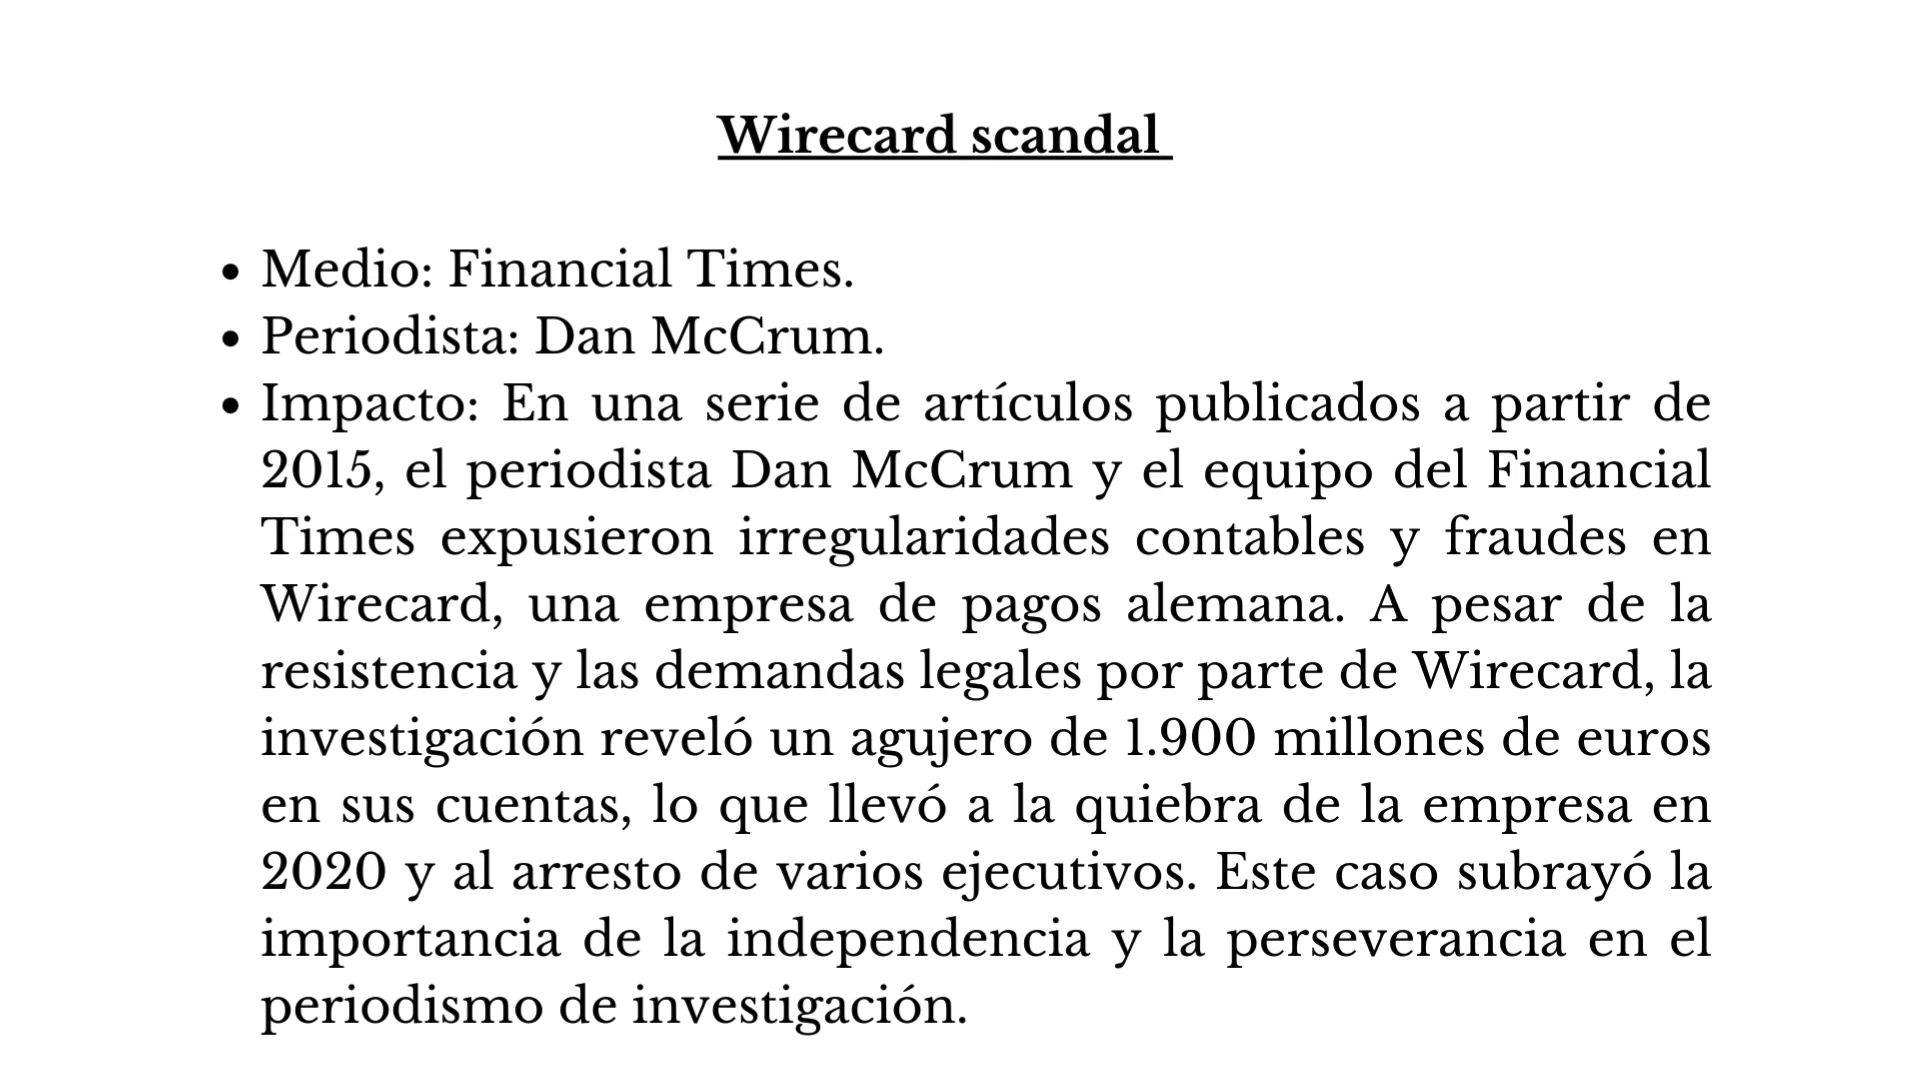 Wirecard scandal
• Medio: Financial Times.
• Periodista: Dan McCrum.
• Impacto: En una serie de artículos publicados a partir de
2015, el periodista Dan McCrum y el equipo del Financial
Times expusieron irregularidades contables y fraudes en
Wirecard, una empresa de pagos alemana. A pesar de la
resistencia y las demandas legales por parte de Wirecard, la
investigación reveló un agujero de 1.900 millones de euros
en sus cuentas, lo que llevó a la quiebra de la empresa en
2020 y al arresto de varios ejecutivos. Este caso subrayó la
importancia de la independencia y la perseverancia en el
periodismo de investigación.